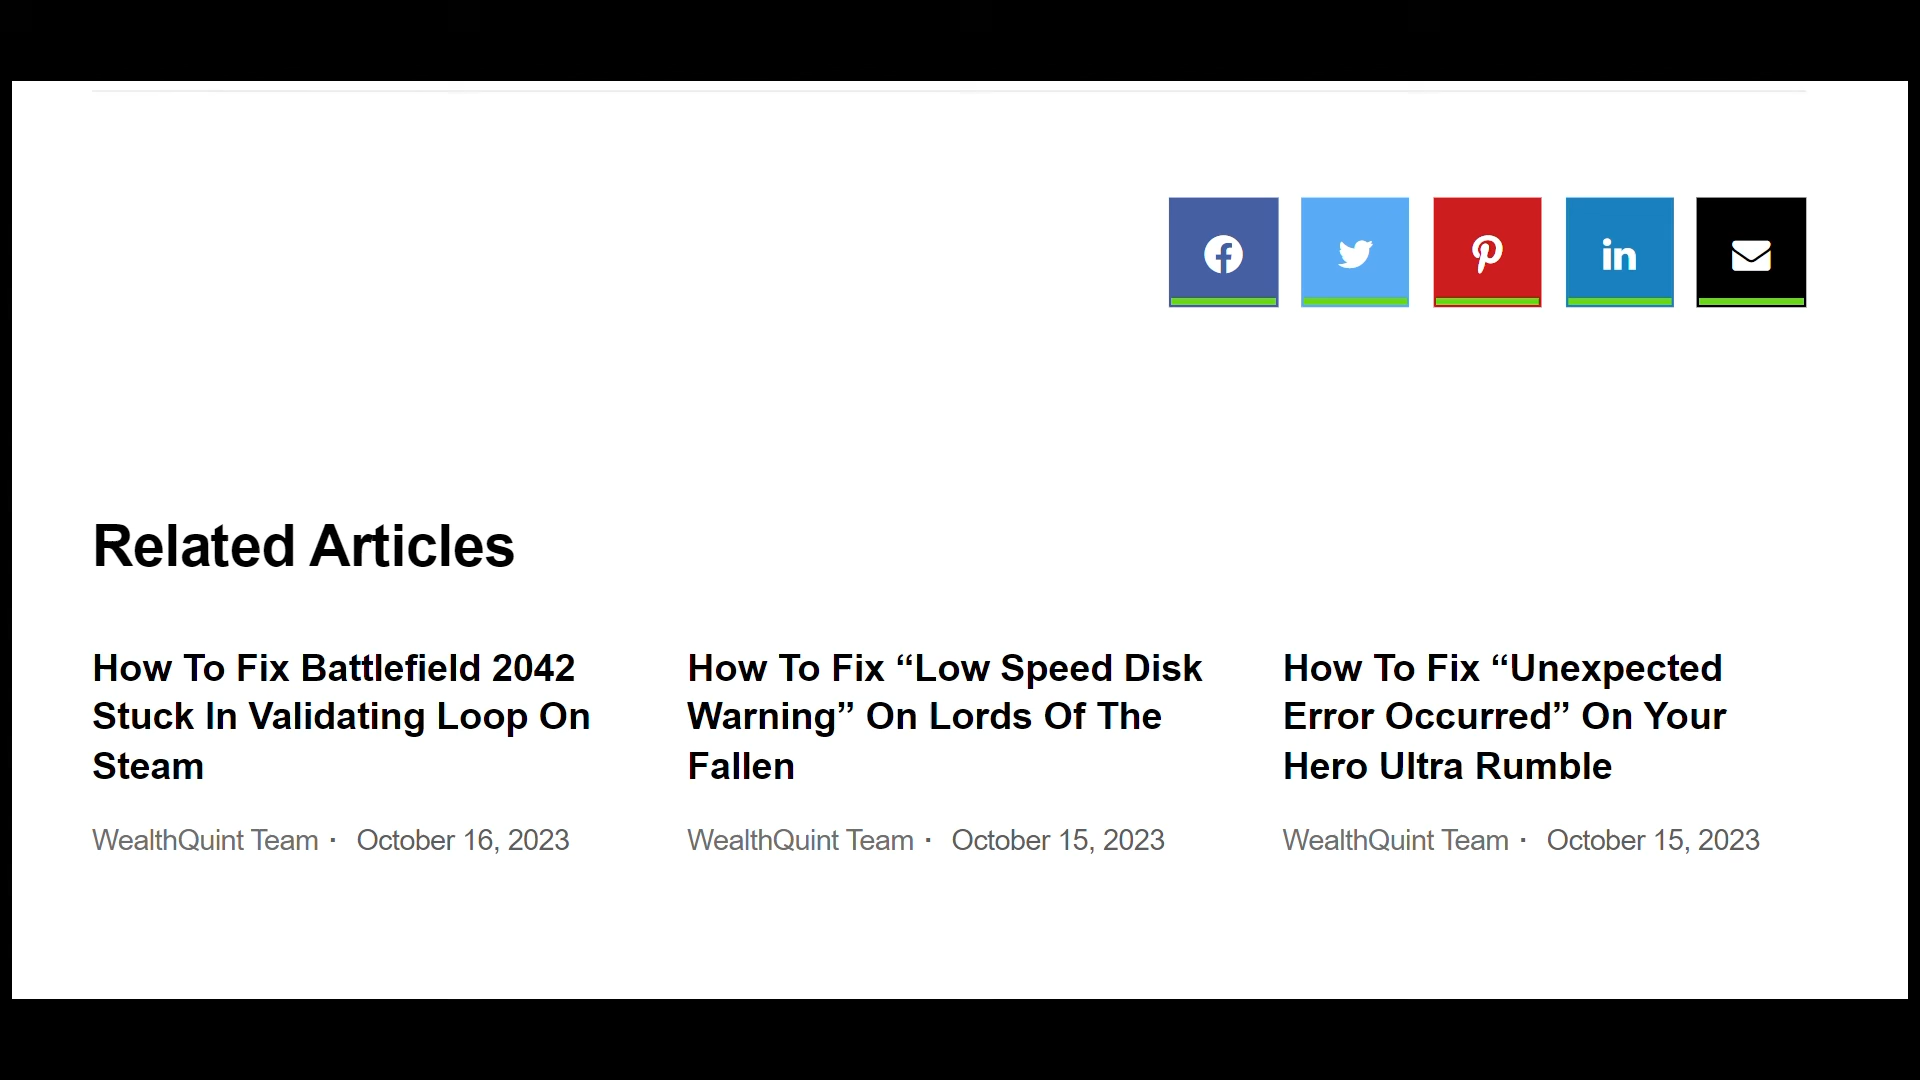 Related Articles
How To Fix Battlefield 2042
Stuck In Validating Loop On
Steam
WealthQuint Team · October 16, 2023
How To Fix “Low Speed Disk
Warning” On Lords Of The
Fallen
WealthQuint Team · October 15, 2023
How To Fix “Unexpected
Error Occurred” On Your
Hero Ultra Rumble
WealthQuint Team · October 15, 2023